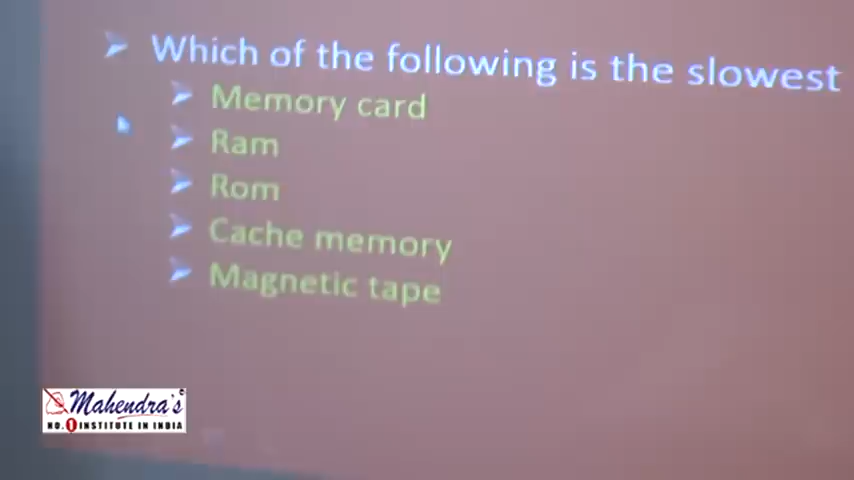 Which of the following is the slowest
Memory card
Ram
Rom
Cache memory
Magnetic tape
Mahendra's
NO. 1 INSTITUTE IN INDIA